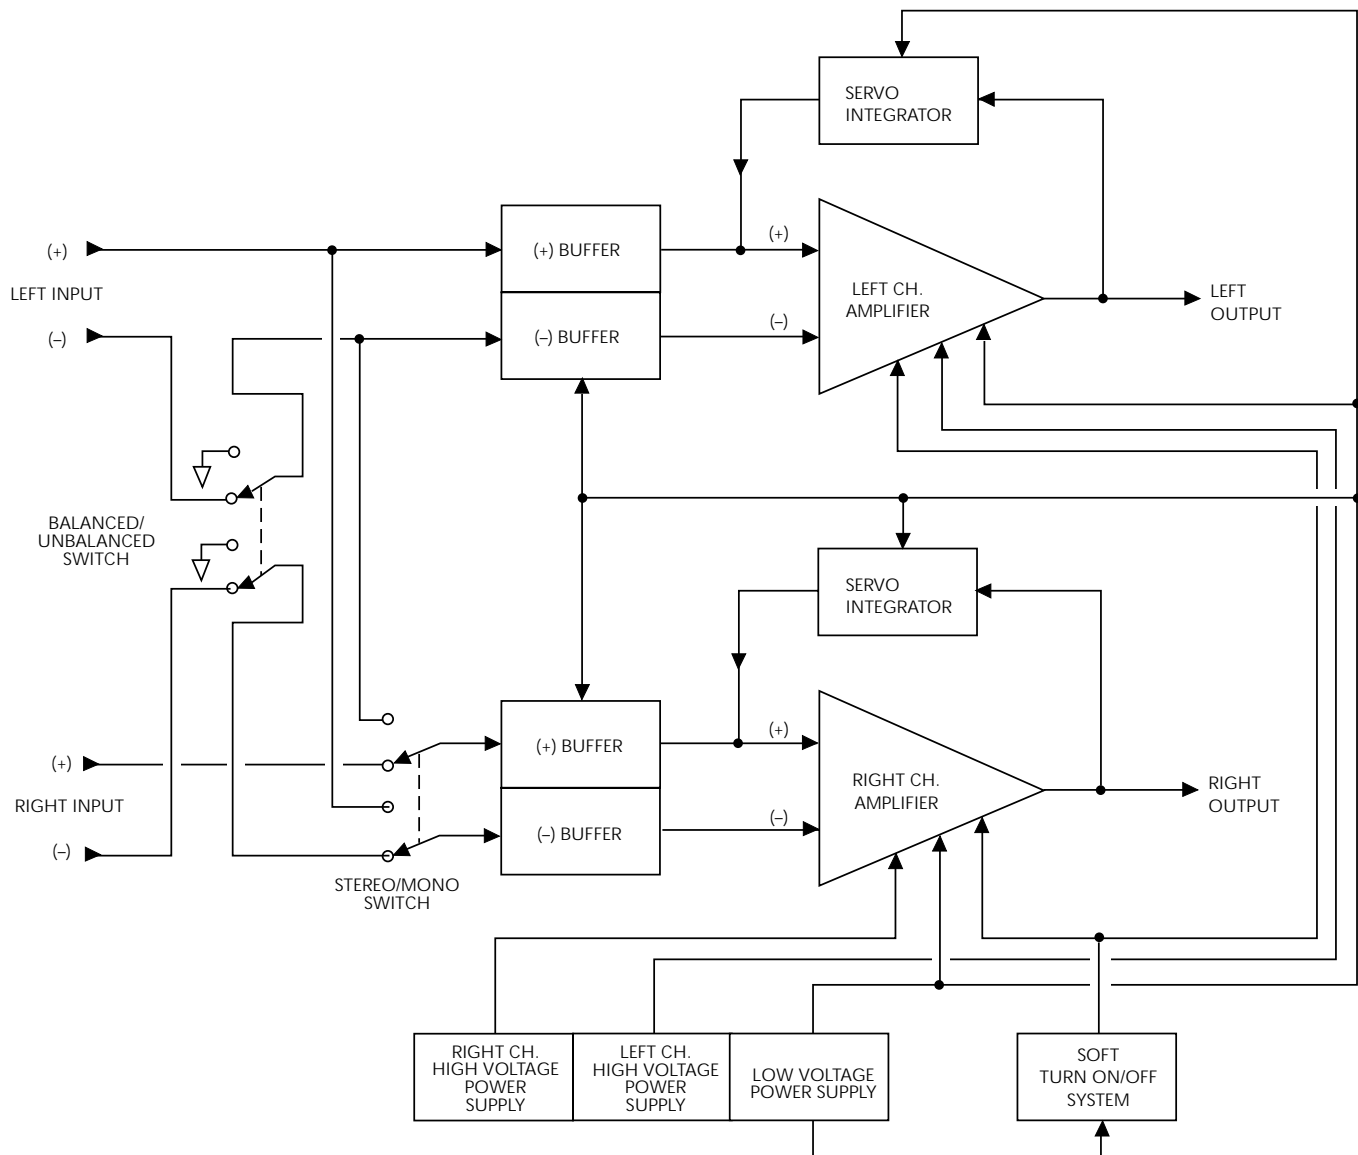 SERVO
INTEGRATOR
(+)
LEFT INPUT
(–)
(+) BUFFER
(–) BUFFER
(+)
(–)
LEFT CH.
AMPLIFIER
LEFT
OUTPUT
BALANCED/
UNBALANCED
SWITCH
SERVO
INTEGRATOR
(+)
RIGHT INPUT
(–)
STEREO/MONO
SWITCH
(+) BUFFER
(–) BUFFER
(+)
(–)
RIGHT CH.
AMPLIFIER
RIGHT
OUTPUT
RIGHT CH.
HIGH VOLTAGE
POWER
SUPPLY
LEFT CH.
HIGH VOLTAGE
POWER
SUPPLY
LOW VOLTAGE
POWER SUPPLY
SOFT
TURN ON/OFF
SYSTEM